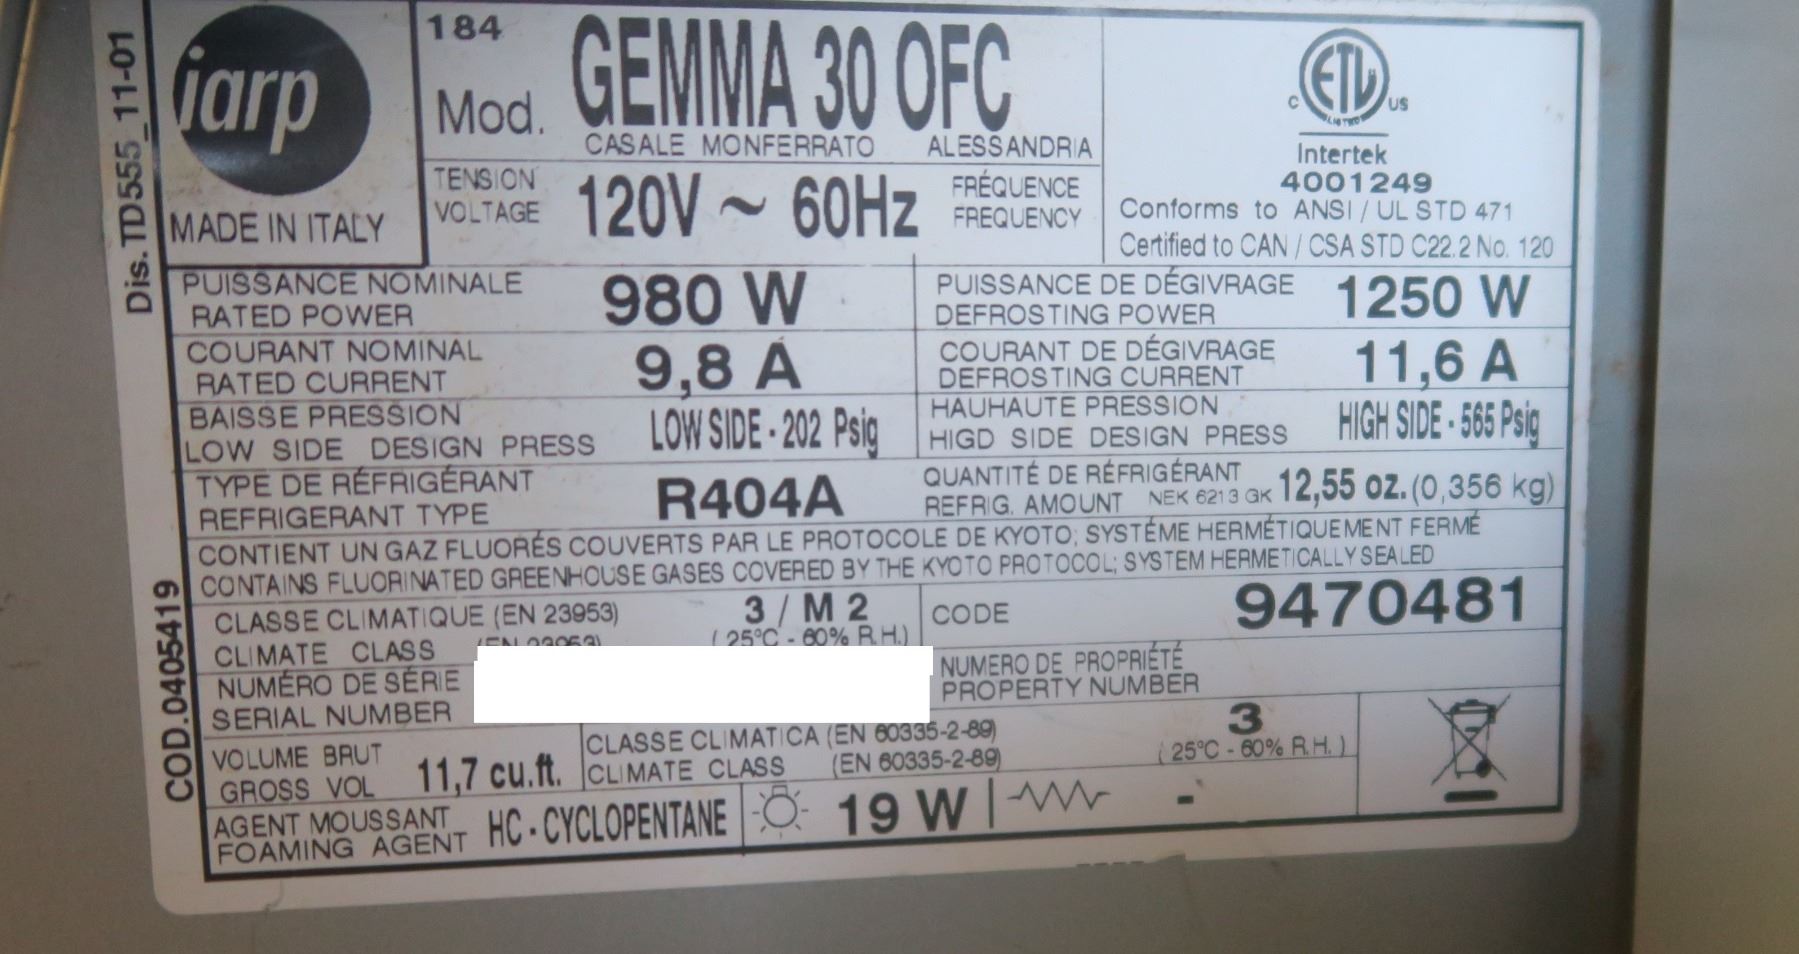 Dis. TD555_11-01
COD.0405419
iarp
MADE IN ITALY
184
Mod. GEMMA 30 OFC
CASALE MONFERRATO ALESSANDRIA
TENSION
VOLTAGE
120V ~ 60Hz
FRÉQUENCE
FREQUENCY
ETL
C US
LISTED
Intertek
4001249
Conforms to ANSI / UL STD 471
Certified to CAN / CSA STD C22.2 No. 120
PUISSANCE NOMINALE
RATED POWER
980 W
PUISSANCE DE DÉGIVRAGE
DEFROSTING POWER
1250 W
COURANT NOMINAL
RATED CURRENT
9,8 A
COURANT DE DÉGIVRAGE
DEFROSTING CURRENT
11,6 A
BAISSE PRESSION
LOW SIDE DESIGN PRESS
LOW SIDE - 202 Psig
HAUHAUTE PRESSION
HIGD SIDE DESIGN PRESS
HIGH SIDE - 565 Psig
TYPE DE RÉFRIGÉRANT
REFRIGERANT TYPE
R404A
QUANTITÉ DE RÉFRIGÉRANT
REFRIG. AMOUNT NEK 6213 GK 12,55 oz. (0,356 kg)
CONTIENT UN GAZ FLUORÉS COUVERTS PAR LE PROTOCOLE DE KYOTO; SYSTÉME HERMÉTIQUEMENT FERMÉ
CONTAINS FLUORINATED GREENHOUSE GASES COVERED BY THE KYOTO PROTOCOL; SYSTEM HERMETICALLY SEALED
CLASSE CLIMATIQUE (EN 23953)
CLIMATE CLASS (EN 23953)
3 / M 2
( 25°C - 60% R.H.)
CODE
9470481
NUMÉRO DE SÉRIE
SERIAL NUMBER
NUMERO DE PROPRIÉTÉ
PROPERTY NUMBER
VOLUME BRUT
GROSS VOL
11,7 cu.ft.
CLASSE CLIMATICA (EN 60335-2-89)
CLIMATE CLASS (EN 60335-2-89)
3
( 25°C - 60% R.H. )
AGENT MOUSSANT
FOAMING AGENT
HC - CYCLOPENTANE
19 W
-